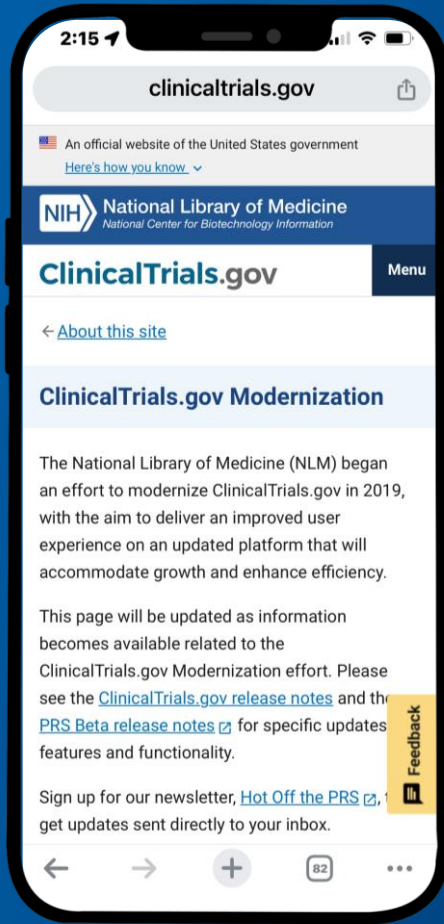 2:15
clinicaltrials.gov
An official website of the United States government
Here's how you know
NIH National Library of Medicine
National Center for Biotechnology Information
ClinicalTrials.gov
Menu
About this site
ClinicalTrials.gov Modernization
The National Library of Medicine (NLM) began
an effort to modernize ClinicalTrials.gov in 2019,
with the aim to deliver an improved user
experience on an updated platform that will
accommodate growth and enhance efficiency.
This page will be updated as information
becomes available related to the
ClinicalTrials.gov Modernization effort. Please
see the ClinicalTrials.gov release notes and the
PRS Beta release notes for specific updates
features and functionality.
Feedback
Sign up for our newsletter, Hot Off the PRS,
get updates sent directly to your inbox.
82